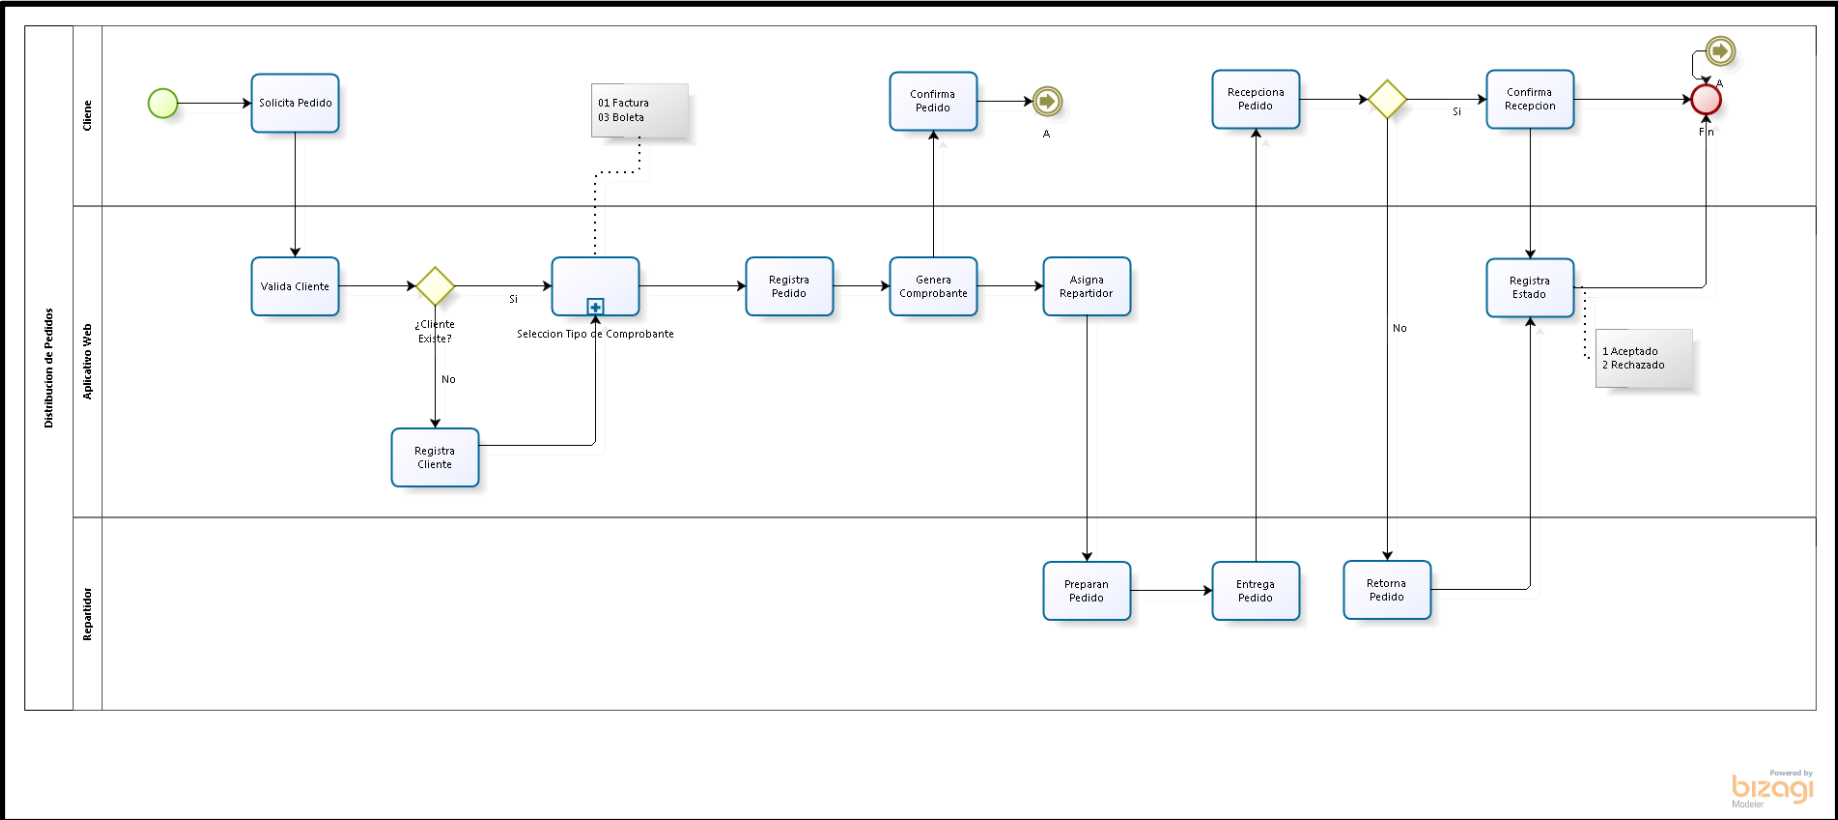 Distribucion de Pedidos
Cliene
Solicita Pedido
01 Factura
03 Boleta
Confirma
Pedido
A
Recepciona
Pedido
Si
Confirma
Recepcion
A
Fin
Aplicativo Web
Valida Cliente
¿Cliente
Existe?
Si
No
Seleccion Tipo de Comprobante
Registra
Pedido
Genera
Comprobante
Asigna
Repartidor
No
Registra
Estado
1 Aceptado
2 Rechazado
Registra
Cliente
Repartidor
Preparan
Pedido
Entrega
Pedido
Retorna
Pedido
Powered by
bizagi
Modeler